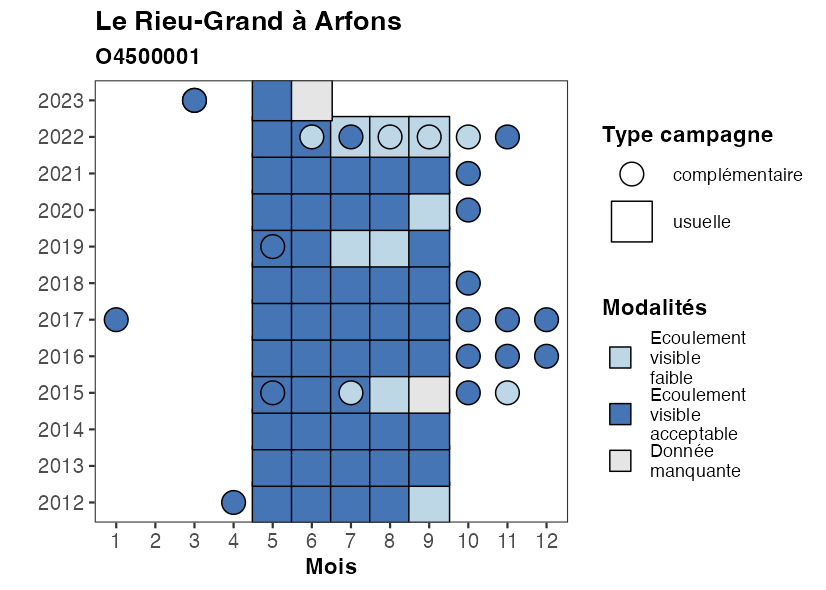 Le Rieu-Grand à Arfons
O4500001
2023
2022
2021
2020
2019
2018
2017
2016
2015
2014
2013
2012
1 2 3 4 5 6 7 8 9 10 11 12
Mois
Type campagne
complémentaire
usuelle
Modalités
Ecoulement
visible
faible
Ecoulement
visible
acceptable
Donnée
manquante